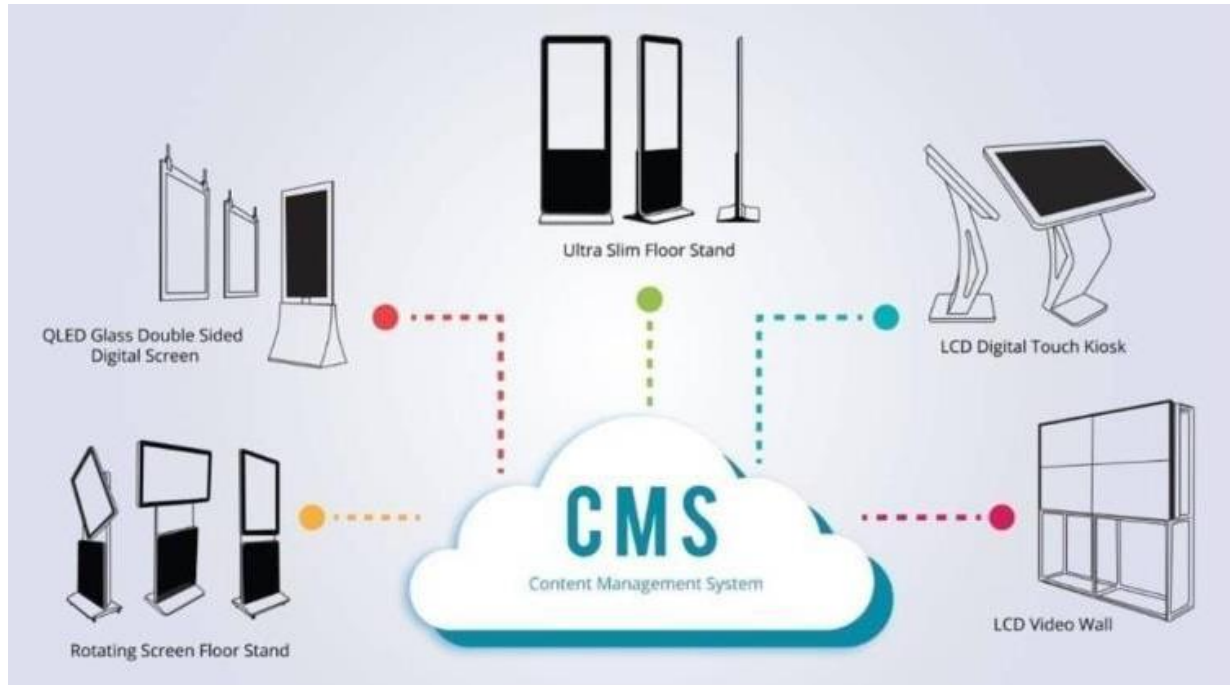 Ultra Slim Floor Stand
QLED Glass Double Sided
Digital Screen
LCD Digital Touch Kiosk
CMS
Content Management System
Rotating Screen Floor Stand
LCD Video Wall